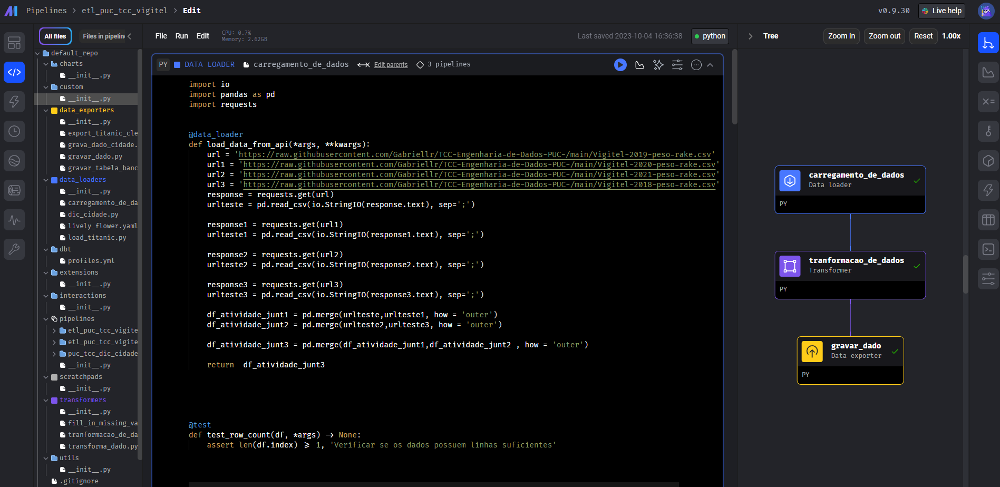 Pipelines > etl_puc_tcc_vigitel > Edit
v0.9.30
Live help
All files
Files in pipelin
File Run Edit
CPU: 0.7%
Memory: 2.62GB
Last saved 2023-10-04 16:36:38
python
Tree
Zoom in
Zoom out
Reset
1.00x
default_repo
charts
__init__.py
custom
__init__.py
data_exporters
__init__.py
export_titanic_cle
grava_dado_cidade.
gravar_dado.py
gravar_tabela_banc
data_loaders
__init__.py
carregamento_de_da
dic_cidade.py
lively_flower.yaml
load_titanic.py
dbt
profiles.yml
extensions
__init__.py
interactions
__init__.py
pipelines
etl_puc_tcc_vigite
etl_puc_tcc_vigite
puc_tcc_dic_cidade
__init__.py
scratchpads
__init__.py
transformers
__init__.py
fill_in_missing_va
tranformacao_de_da
transforma_dado.py
utils
__init__.py
.gitignore
PY DATA LOADER carregamento_de_dados Edit parents 3 pipelines
import io
import pandas as pd
import requests
@data_loader
def load_data_from_api(*args, **kwargs):
url = 'https://raw.githubusercontent.com/Gabriellr/TCC-Engenharia-de-Dados-PUC-/main/Vigitel-2019-peso-rake.csv'
url1 = 'https://raw.githubusercontent.com/Gabriellr/TCC-Engenharia-de-Dados-PUC-/main/Vigitel-2020-peso-rake.csv'
url2 = 'https://raw.githubusercontent.com/Gabriellr/TCC-Engenharia-de-Dados-PUC-/main/Vigitel-2021-peso-rake.csv'
url3 = 'https://raw.githubusercontent.com/Gabriellr/TCC-Engenharia-de-Dados-PUC-/main/Vigitel-2018-peso-rake.csv'
response = requests.get(url)
urlteste = pd.read_csv(io.StringIO(response.text), sep=';')
response1 = requests.get(url1)
urlteste1 = pd.read_csv(io.StringIO(response1.text), sep=';')
response2 = requests.get(url2)
urlteste2 = pd.read_csv(io.StringIO(response2.text), sep=';')
response3 = requests.get(url3)
urlteste3 = pd.read_csv(io.StringIO(response3.text), sep=';')
df_atividade_junt1 = pd.merge(urlteste,urlteste1, how = 'outer')
df_atividade_junt2 = pd.merge(urlteste2,urlteste3, how = 'outer')
df_atividade_junt3 = pd.merge(df_atividade_junt1,df_atividade_junt2 , how = 'outer')
return df_atividade_junt3
@test
def test_row_count(df, *args) -> None:
assert len(df.index) >= 1, 'Verificar se os dados possuem linhas suficientes'
carregamento_de_dados
Data loader
PY
tranformacao_de_dados
Transformer
PY
gravar_dado
Data exporter
PY